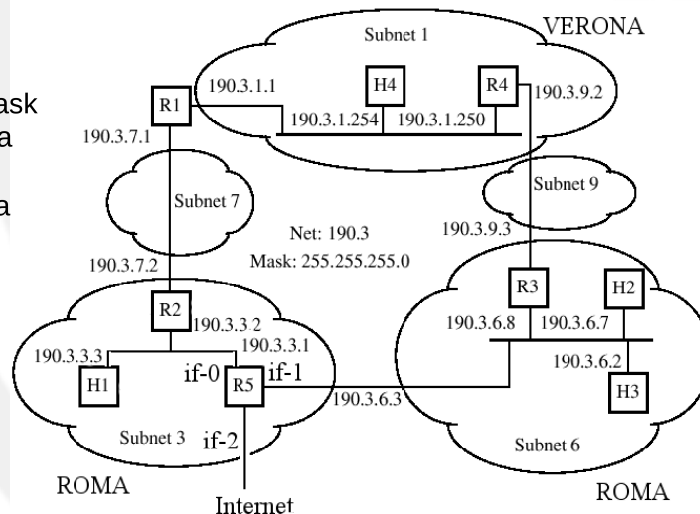 VERONA
Subnet 1
ask
a
a
R1
190.3.1.1
H4
R4
190.3.9.2
190.3.1.254
190.3.1.250
190.3.7.1
Subnet 7
Subnet 9
Net: 190.3
Mask: 255.255.255.0
190.3.9.3
190.3.7.2
R2
190.3.3.2
R3
H2
190.3.6.8
190.3.6.7
190.3.3.3
190.3.3.1
H1
if-0
R5
if-1
190.3.6.3
190.3.6.2
H3
Subnet 3
if-2
Subnet 6
ROMA
Internet
ROMA